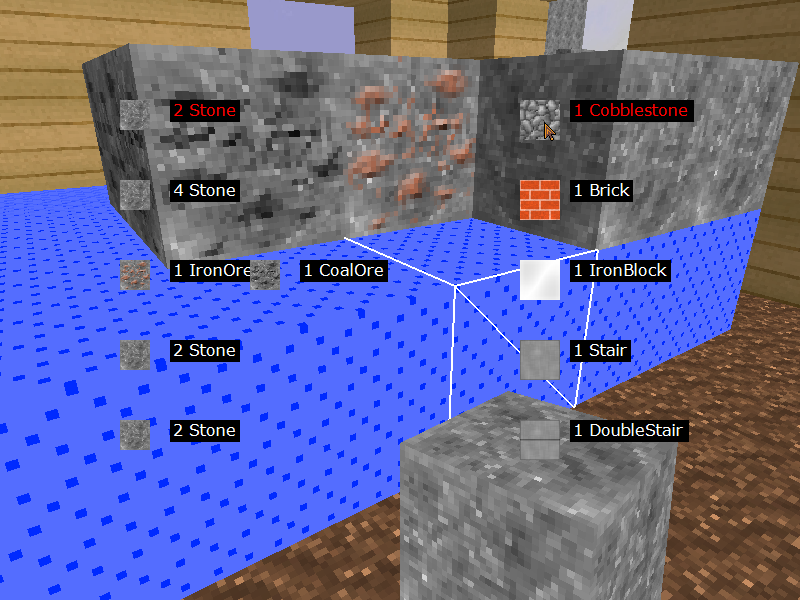 2 Stone 1 Cobblestone
4 Stone 1 Brick
1 IronOre 1 CoalOre 1 IronBlock
2 Stone 1 Stair
2 Stone 1 DoubleStair